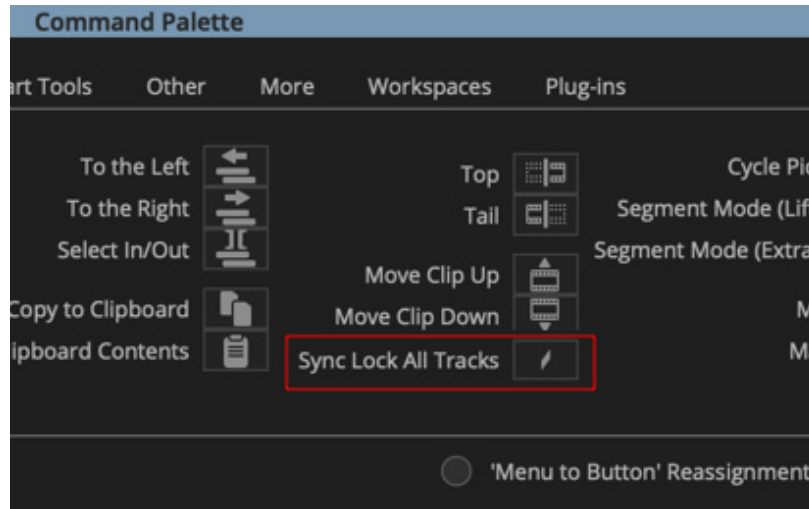 Command Palette
art Tools Other More Workspaces Plug-ins
To the Left
To the Right
Select In/Out
Copy to Clipboard
ipboard Contents
Top
Tail
Move Clip Up
Move Clip Down
Sync Lock All Tracks
Cycle Pic
Segment Mode (Lif
Segment Mode (Extra
M
Ma
'Menu to Button' Reassignment